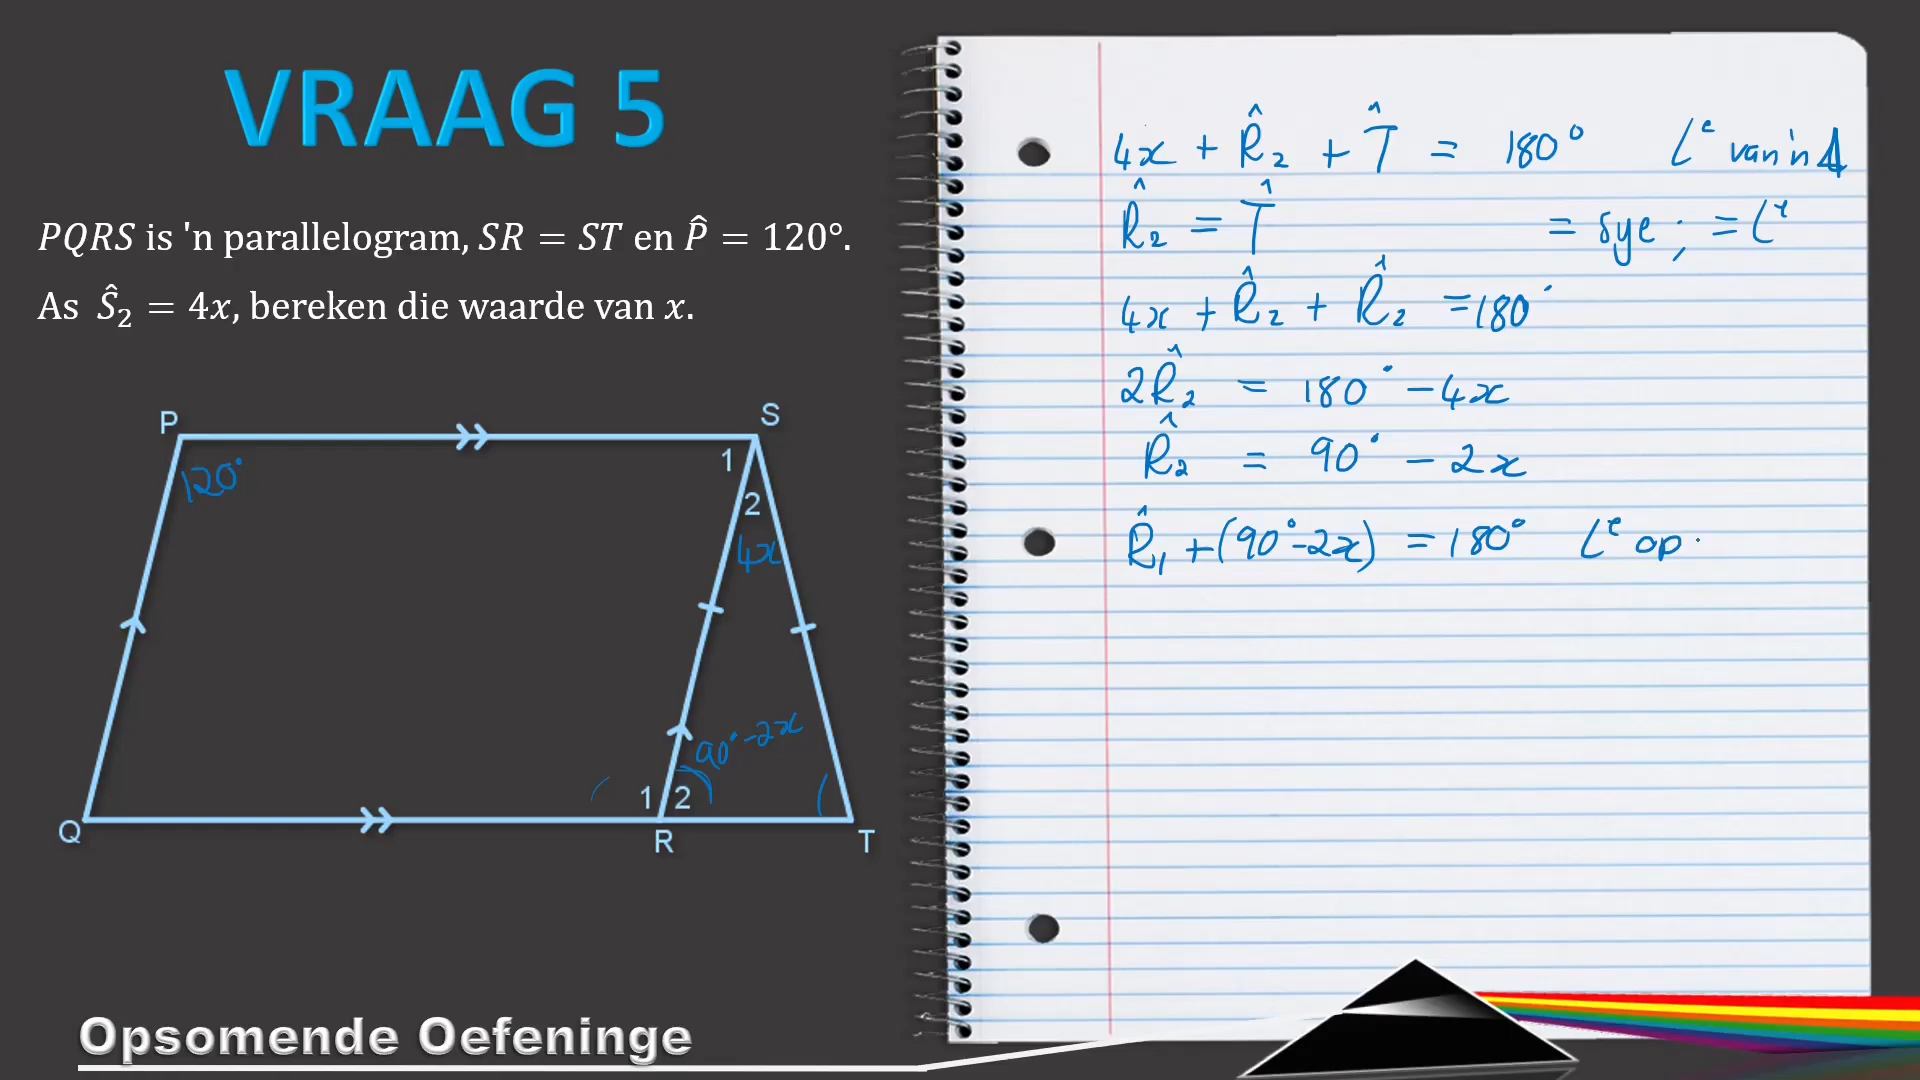 VRAAG 5
PQRS is 'n parallelogram, SR = ST en P̂ = 120°.
As Ŝ₂ = 4x, bereken die waarde van x.
P
S
120°
1
2
4x
90° - 2x
1
2
Q
R
T
4x + R̂₂ + T̂ = 180° ∠ᵉ van 'n Δ
R̂₂ = T̂ = sye ; = ∠ᵉ
4x + R̂₂ + R̂₂ = 180°
2R̂₂ = 180° - 4x
R̂₂ = 90° - 2x
R̂₁ + (90° - 2x) = 180° ∠ᵉ op
Opsomende Oefeninge